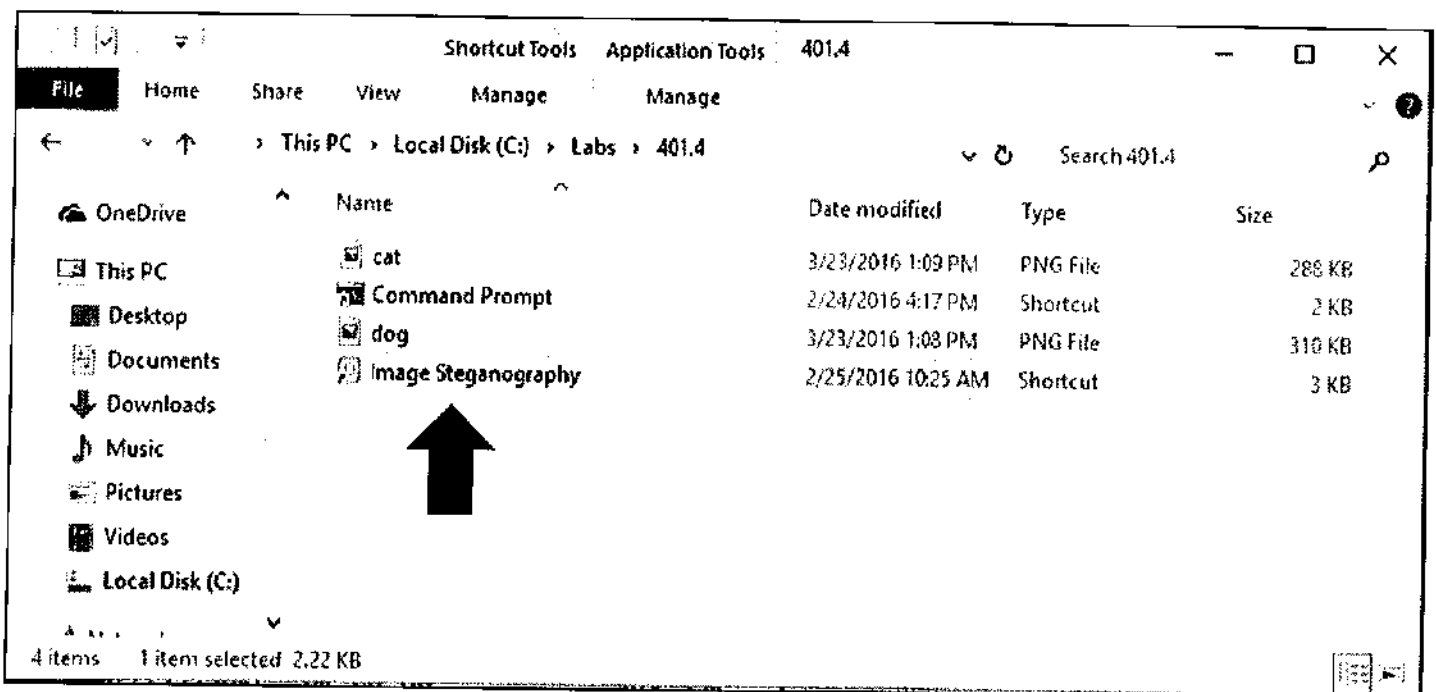 Shortcut Tools Application Tools 401.4
File Home Share View Manage Manage
This PC › Local Disk (C:) › Labs › 401.4 Search 401.4
Name Date modified Type Size
OneDrive
cat 3/23/2016 1:09 PM PNG File 288 KB
This PC
Command Prompt 2/24/2016 4:17 PM Shortcut 2 KB
Desktop
dog 3/23/2016 1:08 PM PNG File 310 KB
Documents
Image Steganography 2/25/2016 10:25 AM Shortcut 3 KB
Downloads
Music
Pictures
Videos
Local Disk (C:)
4 items 1 item selected 2.22 KB